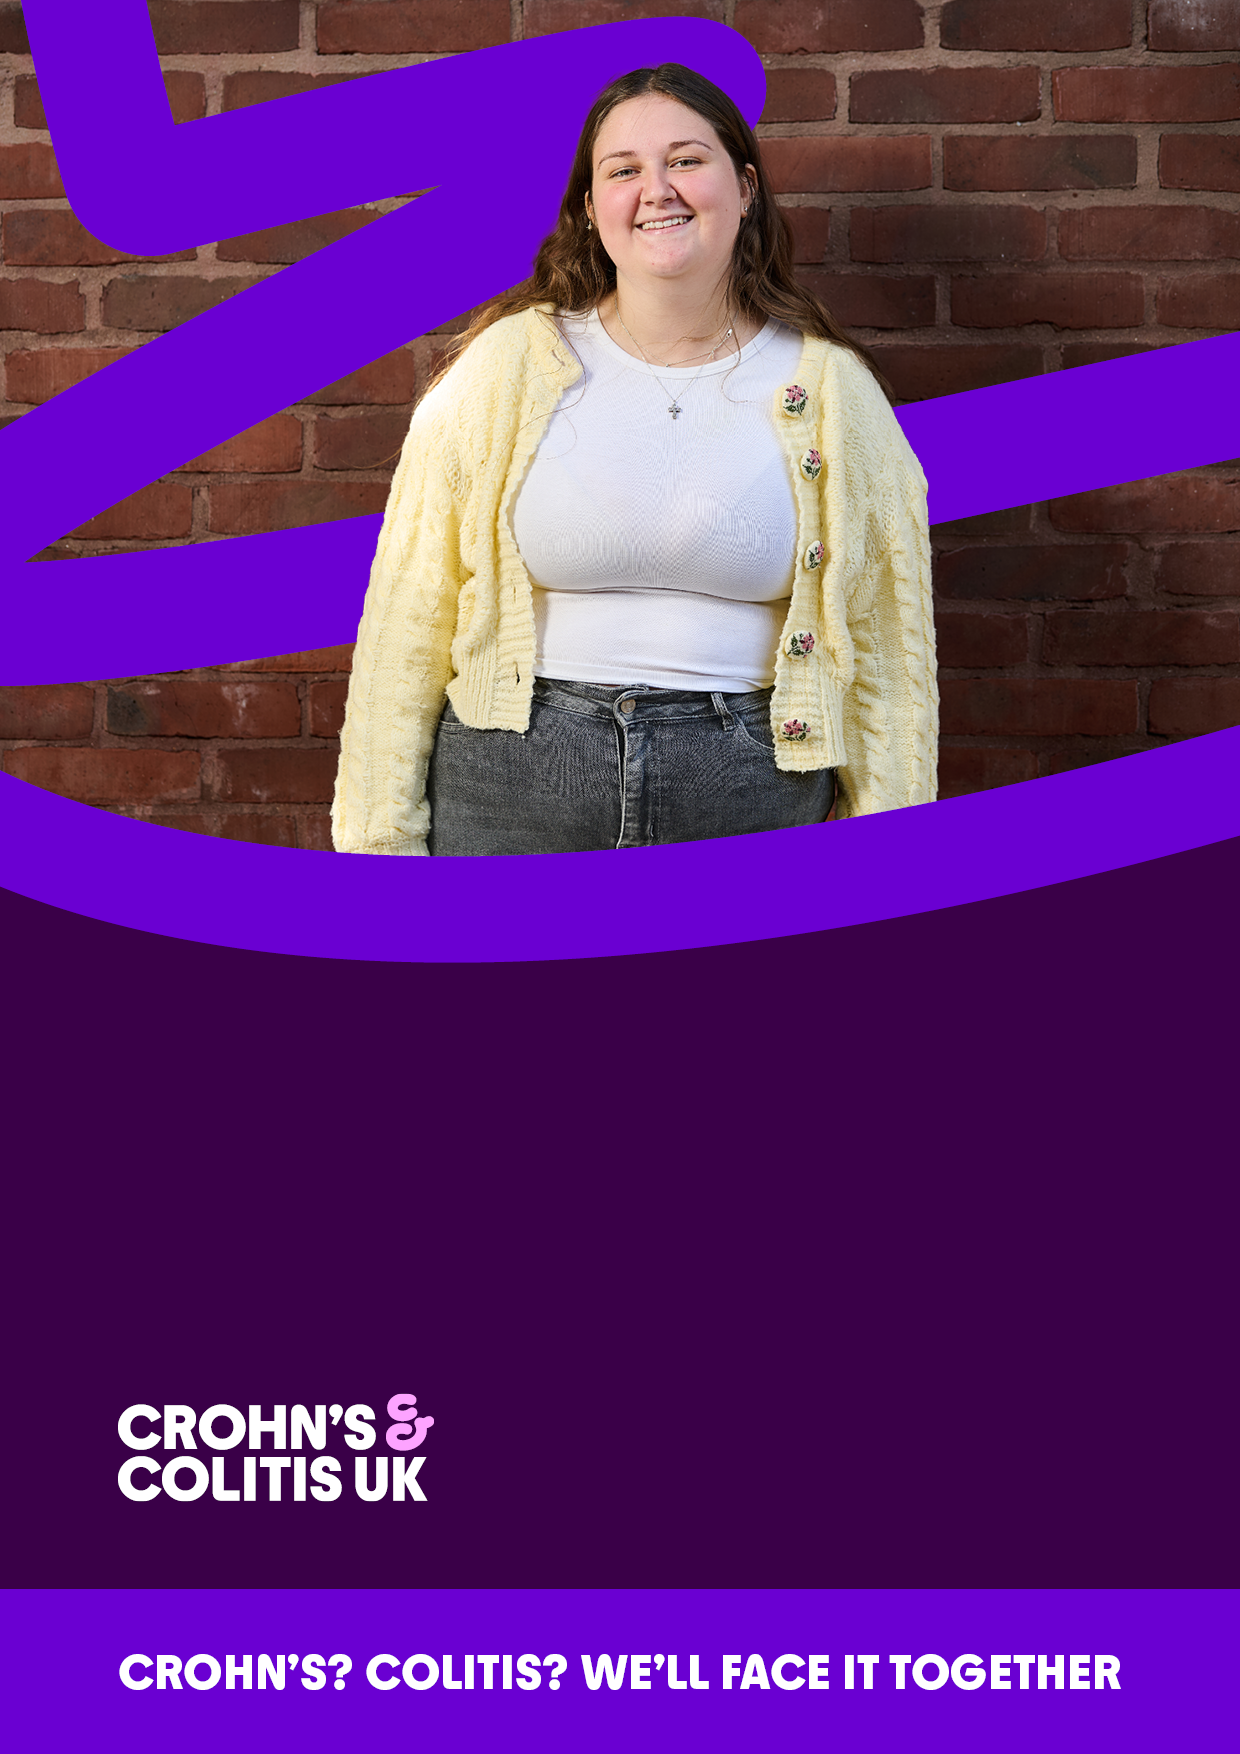 CROHN’S &
COLITIS UK
CROHN’S? COLITIS? WE’LL FACE IT TOGETHER